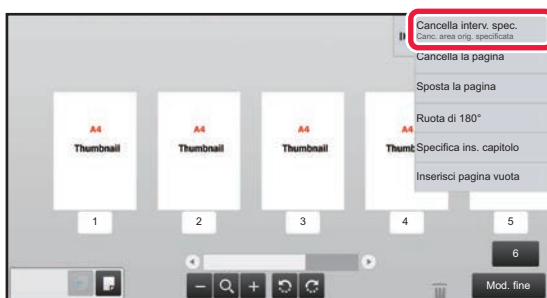 Cancella interv. spec.
Canc. area orig. specificata
Cancella la pagina
Sposta la pagina
Ruota di 180°
Specifica ins. capitolo
Inserisci pagina vuota
A4
Thumbnail
A4
Thumbnail
A4
Thumbnail
A4
Thumb
1
2
3
4
5
6
Mod. fine